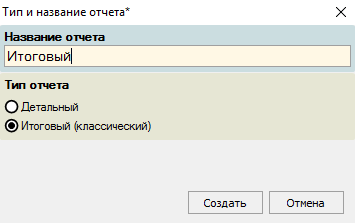 Тип и название отчета*
Название отчета
Итоговый
Тип отчета
Детальный
Итоговый (классический)
Создать
Отмена